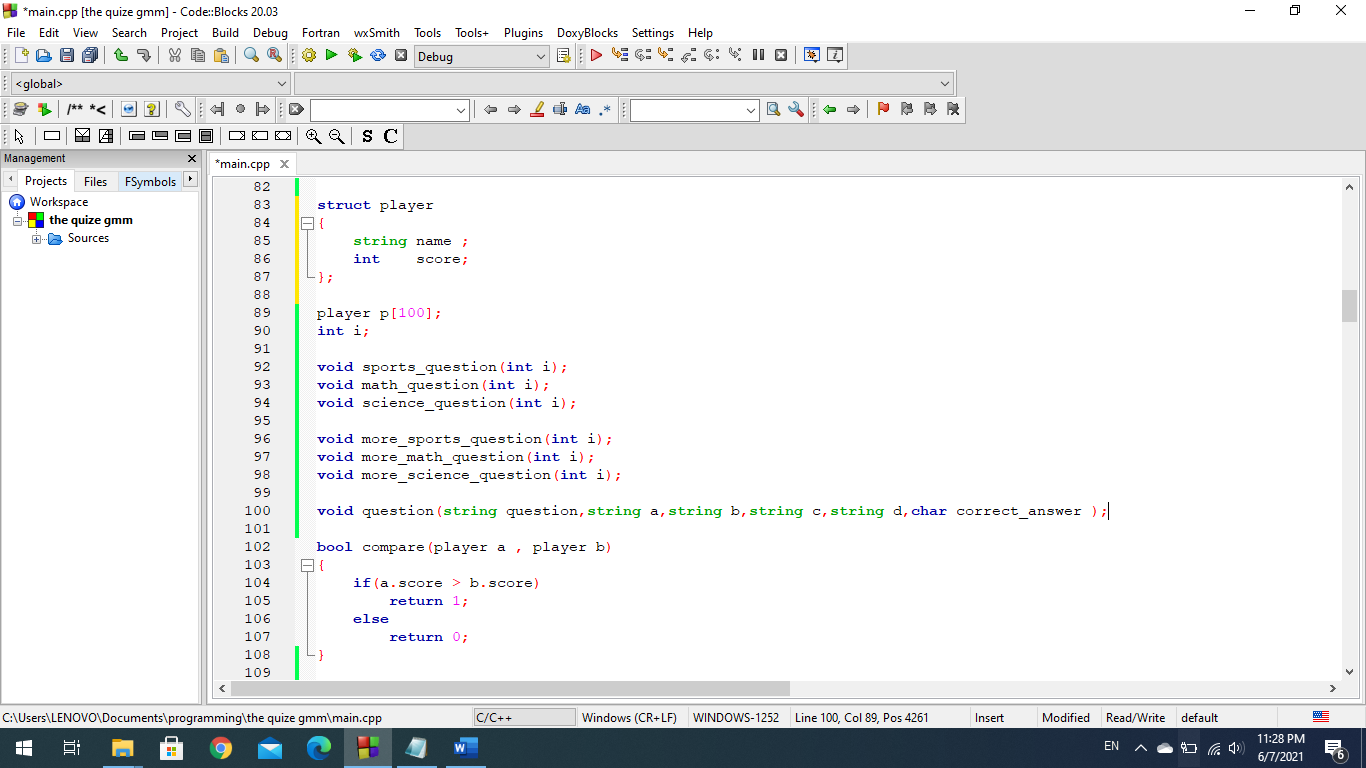 *main.cpp [the quize gmm] - Code::Blocks 20.03
File Edit View Search Project Build Debug Fortran wxSmith Tools Tools+ Plugins DoxyBlocks Settings Help
Debug
<global>
/** *<
Aa .*
S C
Management
*main.cpp
Projects Files FSymbols
Workspace
the quize gmm
Sources
82
83 struct player
84 {
85 string name ;
86 int score;
87 };
88
89 player p[100];
90 int i;
91
92 void sports_question(int i);
93 void math_question(int i);
94 void science_question(int i);
95
96 void more_sports_question(int i);
97 void more_math_question(int i);
98 void more_science_question(int i);
99
100 void question(string question,string a,string b,string c,string d,char correct_answer );
101
102 bool compare(player a , player b)
103 {
104 if(a.score > b.score)
105 return 1;
106 else
107 return 0;
108 }
109
C:\Users\LENOVO\Documents\programming\the quize gmm\main.cpp C/C++ Windows (CR+LF) WINDOWS-1252 Line 100, Col 89, Pos 4261 Insert Modified Read/Write default
EN
11:28 PM
6/7/2021
6